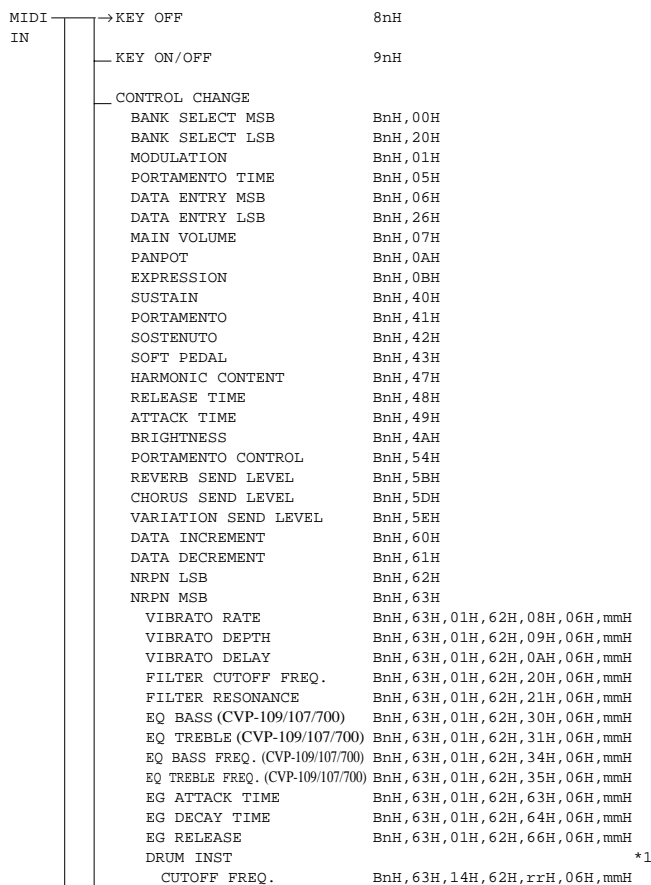 MIDI → KEY OFF 8nH
IN
KEY ON/OFF 9nH
CONTROL CHANGE
BANK SELECT MSB BnH,00H
BANK SELECT LSB BnH,20H
MODULATION BnH,01H
PORTAMENTO TIME BnH,05H
DATA ENTRY MSB BnH,06H
DATA ENTRY LSB BnH,26H
MAIN VOLUME BnH,07H
PANPOT BnH,0AH
EXPRESSION BnH,0BH
SUSTAIN BnH,40H
PORTAMENTO BnH,41H
SOSTENUTO BnH,42H
SOFT PEDAL BnH,43H
HARMONIC CONTENT BnH,47H
RELEASE TIME BnH,48H
ATTACK TIME BnH,49H
BRIGHTNESS BnH,4AH
PORTAMENTO CONTROL BnH,54H
REVERB SEND LEVEL BnH,5BH
CHORUS SEND LEVEL BnH,5DH
VARIATION SEND LEVEL BnH,5EH
DATA INCREMENT BnH,60H
DATA DECREMENT BnH,61H
NRPN LSB BnH,62H
NRPN MSB BnH,63H
VIBRATO RATE BnH,63H,01H,62H,08H,06H,mmH
VIBRATO DEPTH BnH,63H,01H,62H,09H,06H,mmH
VIBRATO DELAY BnH,63H,01H,62H,0AH,06H,mmH
FILTER CUTOFF FREQ. BnH,63H,01H,62H,20H,06H,mmH
FILTER RESONANCE BnH,63H,01H,62H,21H,06H,mmH
EQ BASS (CVP-109/107/700) BnH,63H,01H,62H,30H,06H,mmH
EQ TREBLE (CVP-109/107/700) BnH,63H,01H,62H,31H,06H,mmH
EQ BASS FREQ. (CVP-109/107/700) BnH,63H,01H,62H,34H,06H,mmH
EQ TREBLE FREQ. (CVP-109/107/700) BnH,63H,01H,62H,35H,06H,mmH
EG ATTACK TIME BnH,63H,01H,62H,63H,06H,mmH
EG DECAY TIME BnH,63H,01H,62H,64H,06H,mmH
EG RELEASE BnH,63H,01H,62H,66H,06H,mmH
DRUM INST *1
CUTOFF FREQ. BnH,63H,14H,62H,rrH,06H,mmH